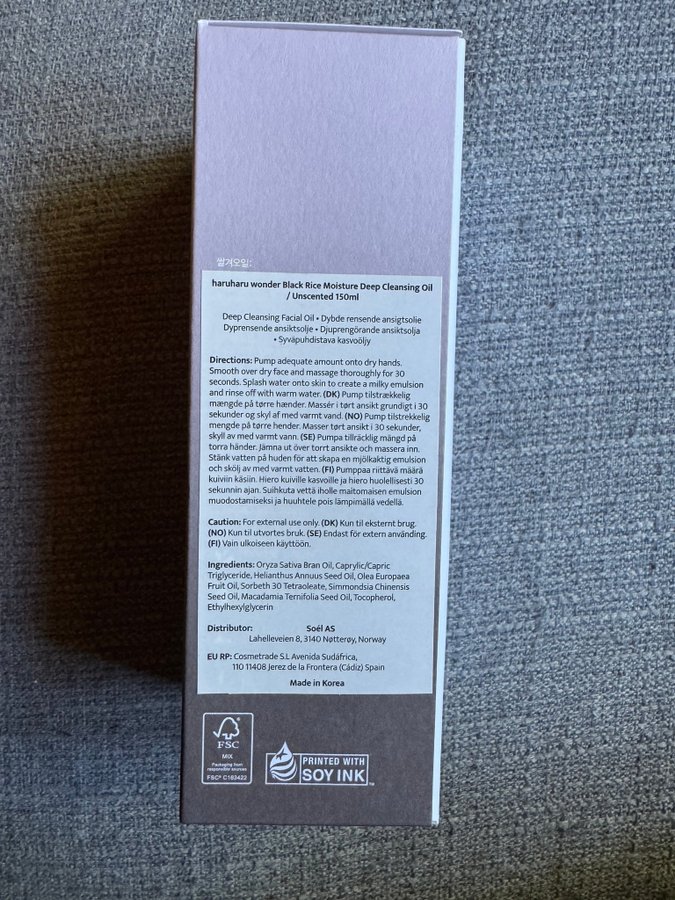 쌀겨오일:
haruharu wonder Black Rice Moisture Deep Cleansing Oil
/ Unscented 150ml
Deep Cleansing Facial Oil • Dybde rensende ansigtsolie
Dyprensende ansiktsolje • Djuprengörande ansiktsolja
• Syväpuhdistava kasvoöljy
Directions: Pump adequate amount onto dry hands.
Smooth over dry face and massage thoroughly for 30
seconds. Splash water onto skin to create a milky emulsion
and rinse off with warm water. (DK) Pump tilstrækkelig
mængde på tørre hænder. Massér i tørt ansikt grundigt i 30
sekunder og skyl af med varmt vand. (NO) Pump tilstrekkelig
mengde på tørre hender. Masser tørt ansikt i 30 sekunder,
skyll av med varmt vann. (SE) Pumpa tillräcklig mängd på
torra händer. Jämna ut över torrt ansikte och massera inn.
Stänk vatten på huden för att skapa en mjölkaktig emulsion
och skölj av med varmt vatten. (FI) Pumppaa riittävä määrä
kuiviin käsiin. Hiero kuiville kasvoille ja hiero huolellisesti 30
sekunnin ajan. Suihkuta vettä iholle maitomaisen emulsion
muodostamiseksi ja huuhtele pois lämpimällä vedellä.
Caution: For external use only. (DK) Kun til eksternt brug.
(NO) Kun til utvortes bruk. (SE) Endast för extern använding.
(FI) Vain ulkoiseen käyttöön.
Ingredients: Oryza Sativa Bran Oil, Caprylic/Capric
Triglyceride, Helianthus Annuus Seed Oil, Olea Europaea
Fruit Oil, Sorbeth 30 Tetraoleate, Simmondsia Chinensis
Seed Oil, Macadamia Ternifolia Seed Oil, Tocopherol,
Ethylhexylglycerin
Distributor: Soél AS
Lahelleveien 8, 3140 Nøtterøy, Norway
EU RP: Cosmetrade S.L Avenida Sudáfrica,
110 11408 Jerez de la Frontera (Cádiz) Spain
Made in Korea
FSC
MIX
Packaging from
responsible sources
FSC® C163422
PRINTED WITH
SOY INK™